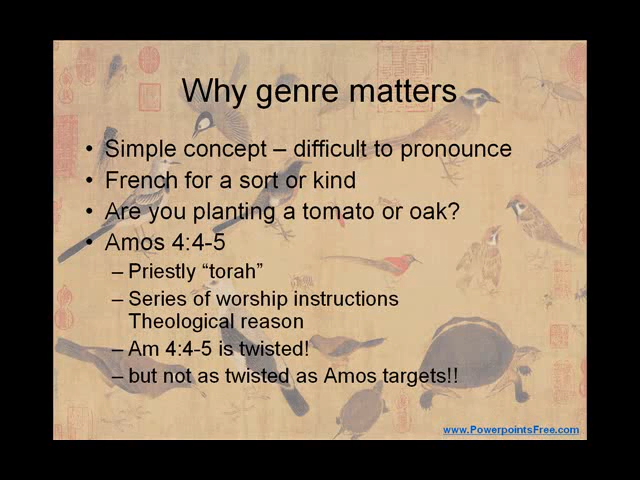 Why genre matters
• Simple concept – difficult to pronounce
• French for a sort or kind
• Are you planting a tomato or oak?
• Amos 4:4-5
– Priestly “torah”
– Series of worship instructions
Theological reason
– Am 4:4-5 is twisted!
– but not as twisted as Amos targets!!
www.PowerpointsFree.com